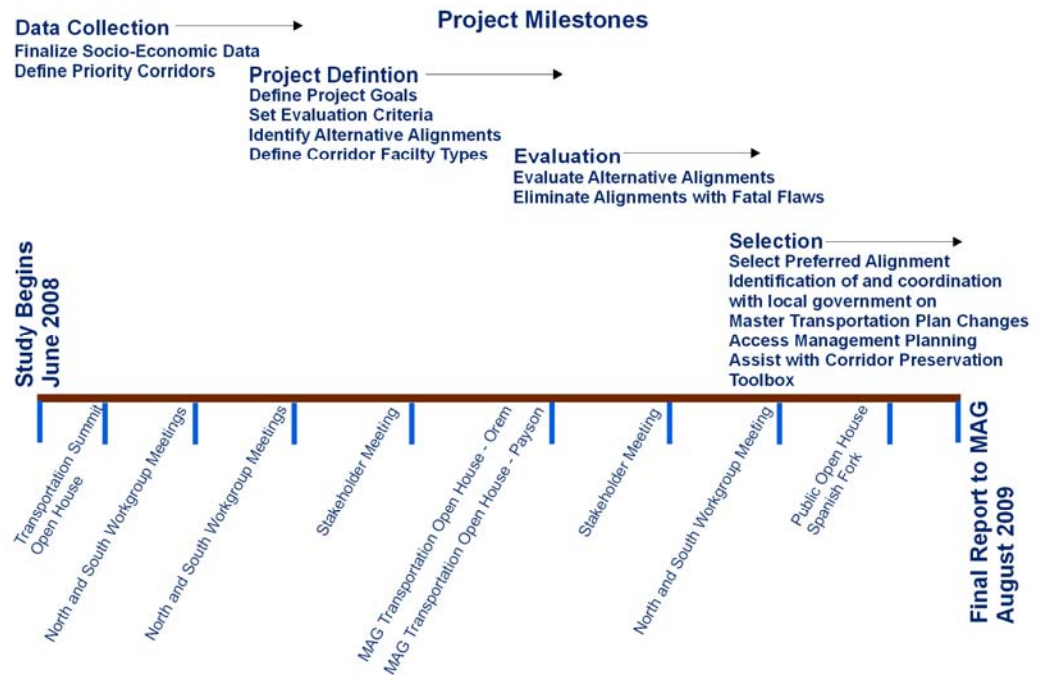 Project Milestones
Data Collection
Finalize Socio-Economic Data
Define Priority Corridors
Project Defintion
Define Project Goals
Set Evaluation Criteria
Identify Alternative Alignments
Define Corridor Facilty Types
Evaluation
Evaluate Alternative Alignments
Eliminate Alignments with Fatal Flaws
Selection
Select Preferred Alignment
Identification of and coordination
with local government on
Master Transportation Plan Changes
Access Management Planning
Assist with Corridor Preservation
Toolbox
Study Begins
June 2008
Transportation Summit
Open House
North and South Workgroup Meetings
North and South Workgroup Meetings
Stakeholder Meeting
MAG Transportation Open House - Orem
MAG Transportation Open House - Payson
Stakeholder Meeting
North and South Workgroup Meeting
Public Open House
Spanish Fork
Final Report to MAG
August 2009